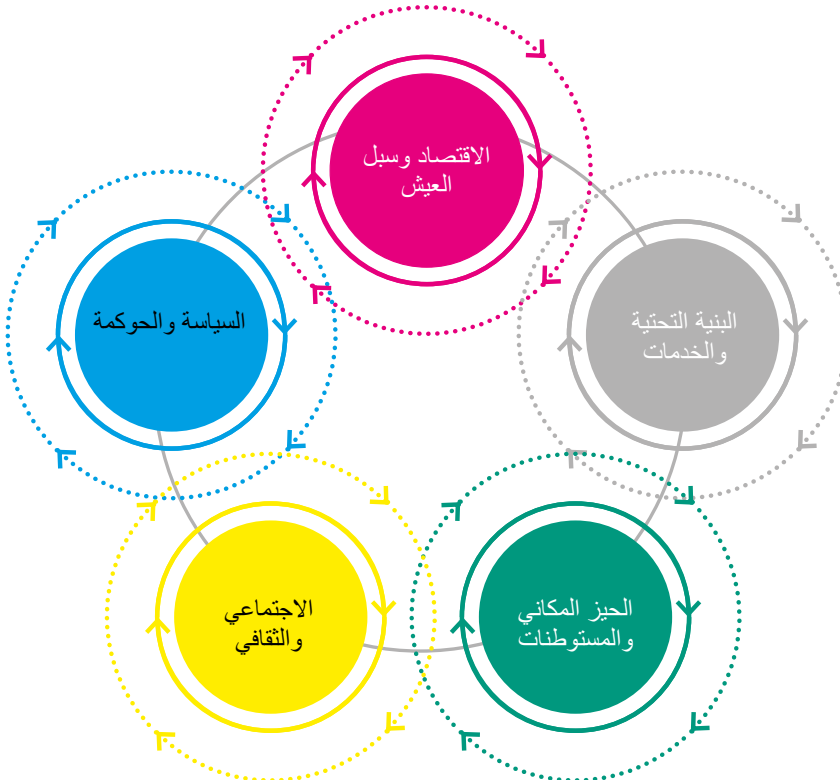 الاقتصاد وسبل
العيش
البنية التحتية
والخدمات
السياسة والحوكمة
الحيز المكاني
والمستوطنات
الاجتماعي
والثقافي